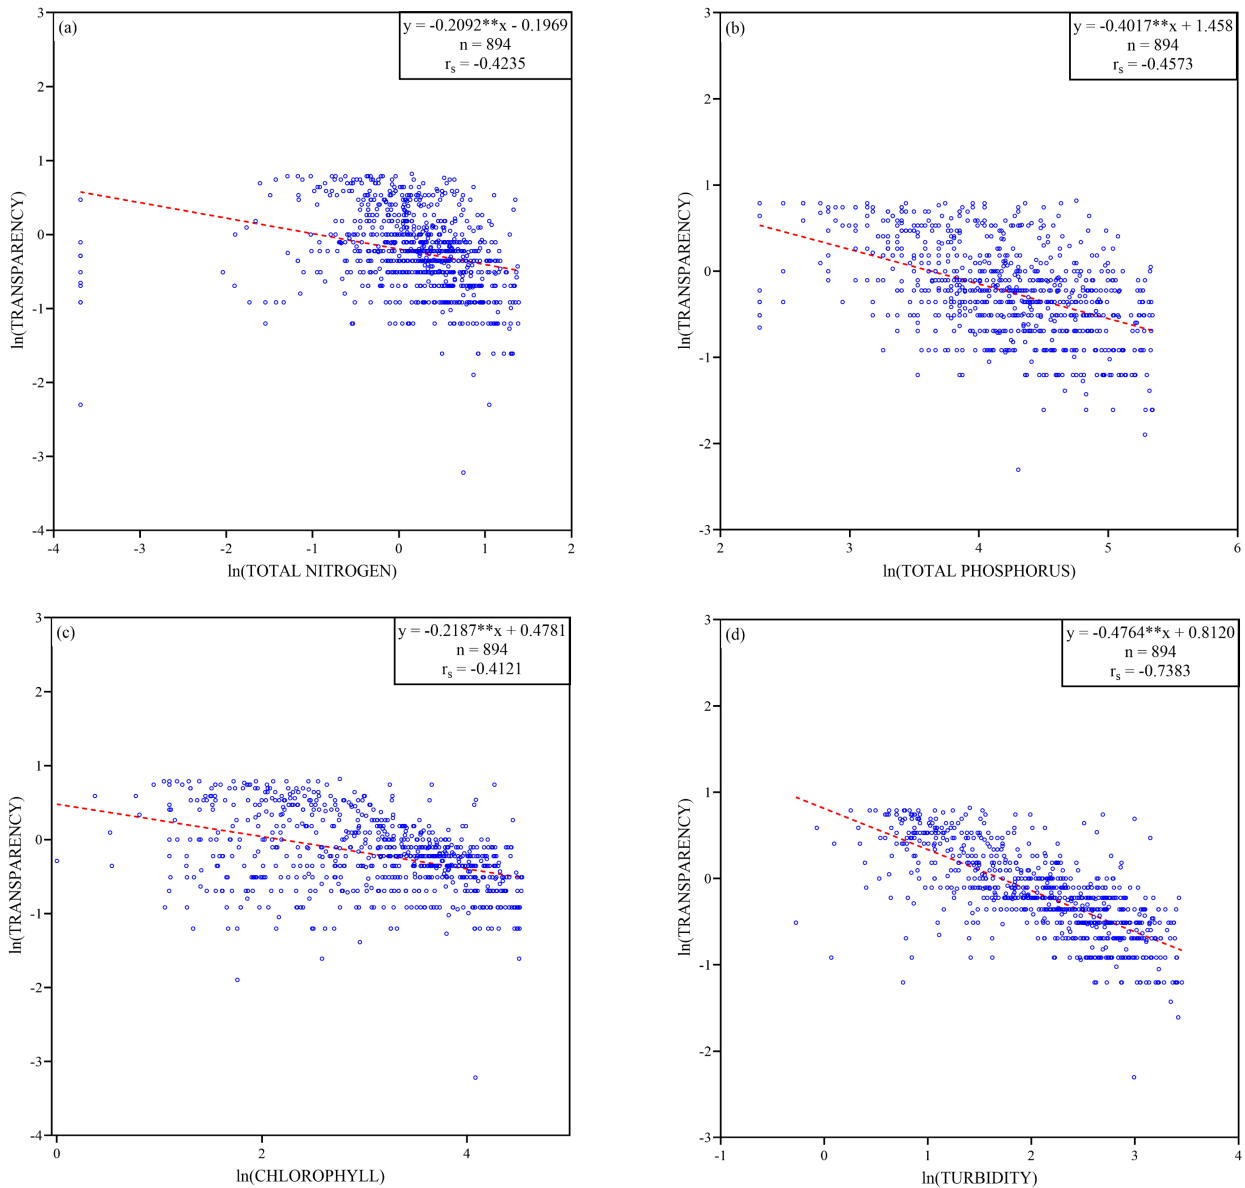 (a)
y = -0.2092**x - 0.1969
n = 894
rs = -0.4235
3
2
1
0
-1
-2
-3
-4
ln(TRANSPARENCY)
-4 -3 -2 -1 0 1 2
ln(TOTAL NITROGEN)
(b)
y = -0.4017**x + 1.458
n = 894
rs = -0.4573
3
2
1
0
-1
-2
-3
ln(TRANSPARENCY)
2 3 4 5 6
ln(TOTAL PHOSPHORUS)
(c)
y = -0.2187**x + 0.4781
n = 894
rs = -0.4121
3
2
1
0
-1
-2
-3
-4
ln(TRANSPARENCY)
0 2 4
ln(CHLOROPHYLL)
(d)
y = -0.4764**x + 0.8120
n = 894
rs = -0.7383
3
2
1
0
-1
-2
-3
ln(TRANSPARENCY)
-1 0 1 2 3 4
ln(TURBIDITY)